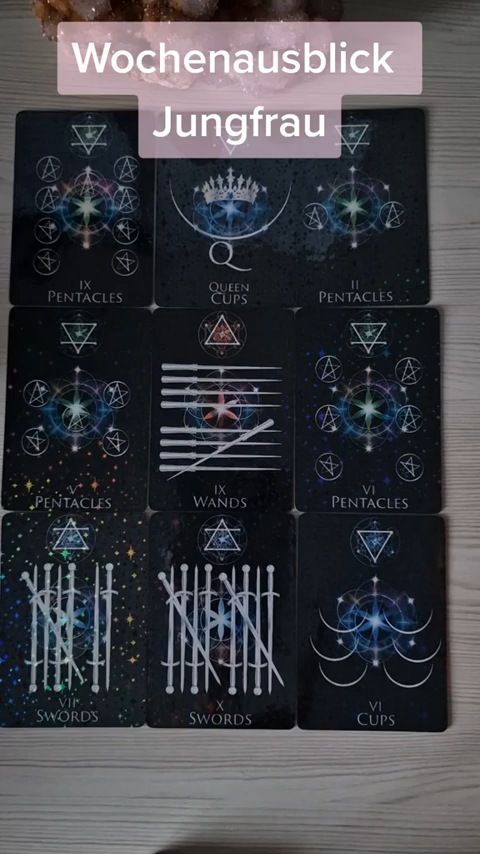 Wochenausblick
Jungfrau
IX
PENTACLES
Q
QUEEN
CUPS
II
PENTACLES
V
PENTACLES
IX
WANDS
VI
PENTACLES
VII
SWORDS
X
SWORDS
VI
CUPS